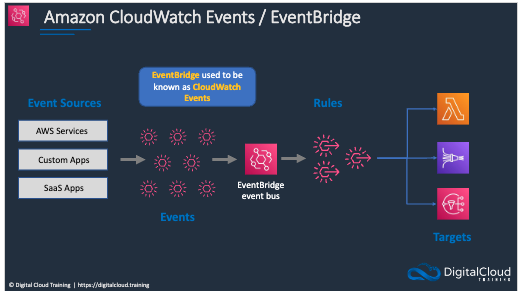 Amazon CloudWatch Events / EventBridge
EventBridge used to be
known as CloudWatch
Events
Event Sources
AWS Services
Custom Apps
SaaS Apps
Events
EventBridge
event bus
Rules
Targets
DigitalCloud
TRAINING
© Digital Cloud Training | https://digitalcloud.training